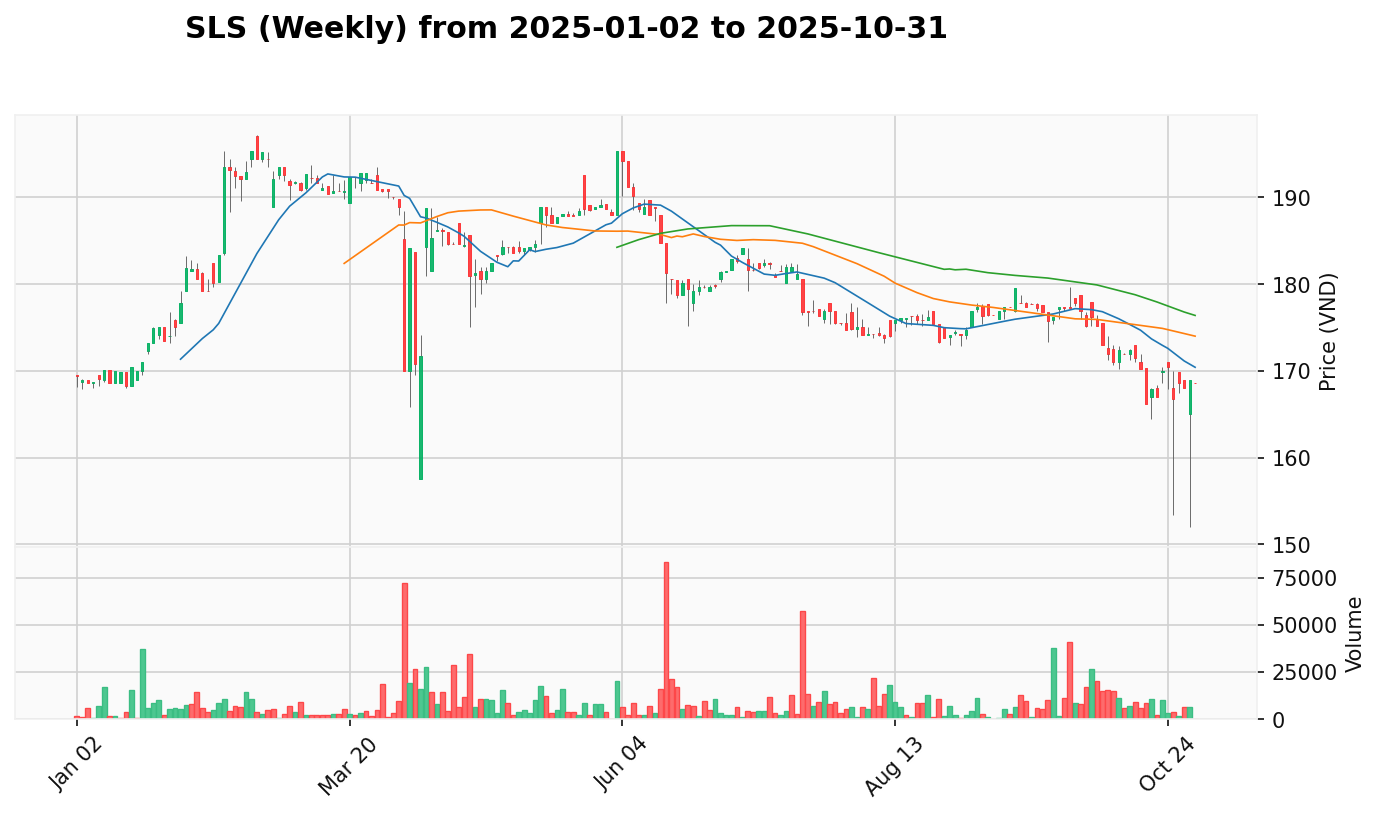 SLS (Weekly) from 2025-01-02 to 2025-10-31
190
180
170
160
150
Price (VND)
75000
50000
25000
0
Volume
Jan 02
Mar 20
Jun 04
Aug 13
Oct 24